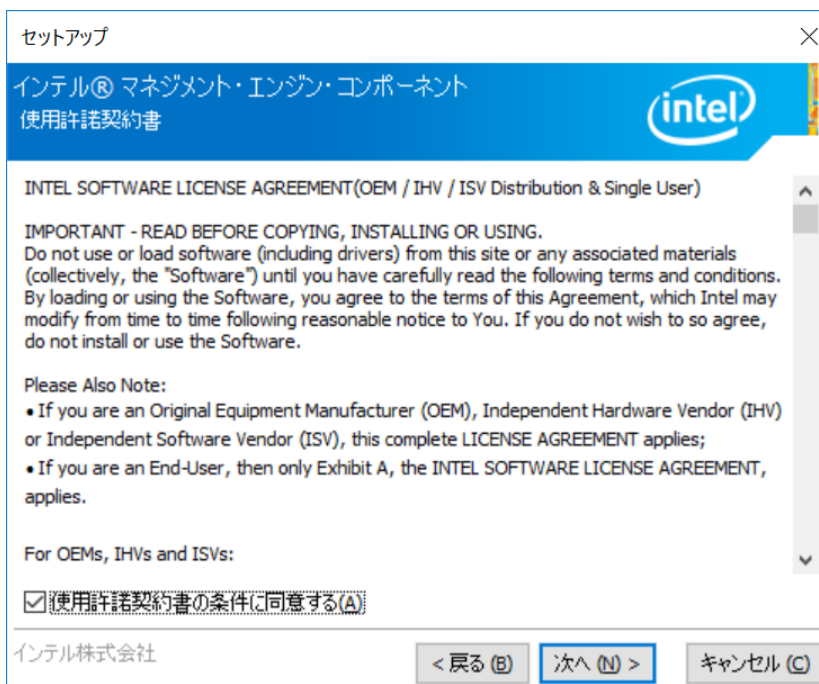 セットアップ
インテル® マネジメント・エンジン・コンポーネント
使用許諾契約書
intel
INTEL SOFTWARE LICENSE AGREEMENT(OEM / IHV / ISV Distribution & Single User)
IMPORTANT - READ BEFORE COPYING, INSTALLING OR USING.
Do not use or load software (including drivers) from this site or any associated materials
(collectively, the "Software") until you have carefully read the following terms and conditions.
By loading or using the Software, you agree to the terms of this Agreement, which Intel may
modify from time to time following reasonable notice to You. If you do not wish to so agree,
do not install or use the Software.
Please Also Note:
• If you are an Original Equipment Manufacturer (OEM), Independent Hardware Vendor (IHV)
or Independent Software Vendor (ISV), this complete LICENSE AGREEMENT applies;
• If you are an End-User, then only Exhibit A, the INTEL SOFTWARE LICENSE AGREEMENT,
applies.
For OEMs, IHVs and ISVs:
使用許諾契約書の条件に同意する(A)
インテル株式会社
< 戻る (B)
次へ (N) >
キャンセル (C)